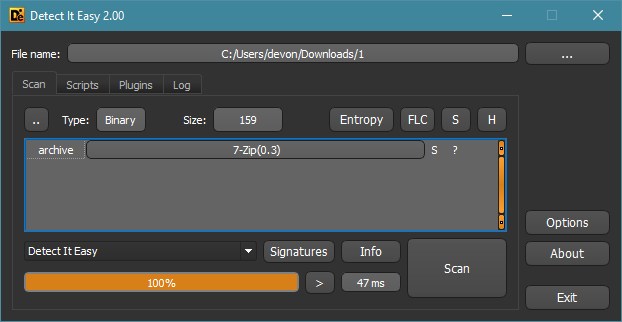 Detect It Easy 2.00
File name: C:/Users/devon/Downloads/1 ...
Scan Scripts Plugins Log
.. Type: Binary Size: 159 Entropy FLC S H
archive 7-Zip(0.3) S ?
Options
Detect It Easy Signatures Info Scan About
100% > 47 ms
Exit